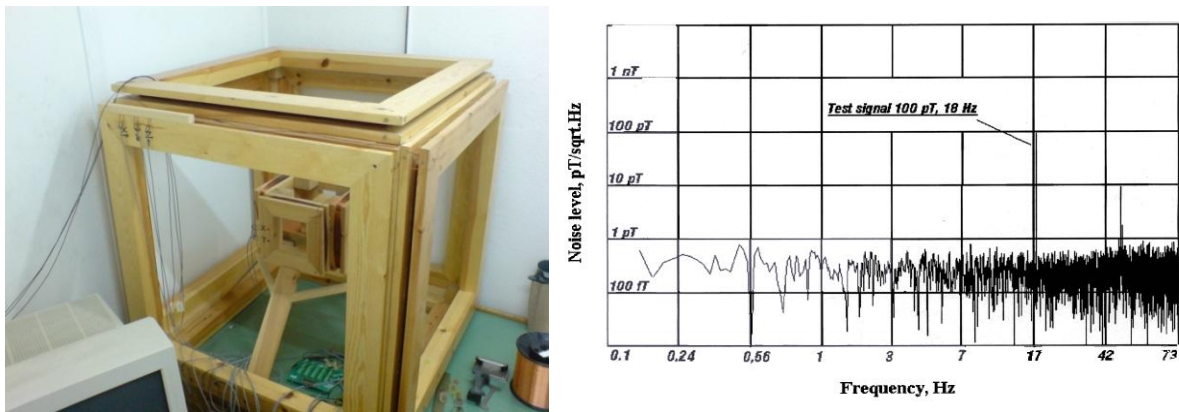 1 nT
Test signal 100 pT, 18 Hz
100 pT
10 pT
1 pT
100 fT
Noise level, pT/sqrt.Hz
0.1 0,24 0,56 1 3 7 17 42 73
Frequency, Hz